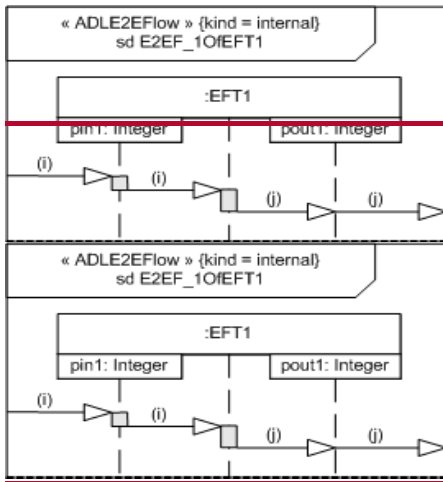 « ADLE2EFlow » {kind = internal}
sd E2EF_1OfEFT1
:EFT1
pin1: Integer pout1: Integer
(i) (i) (j) (j)
« ADLE2EFlow » {kind = internal}
sd E2EF_1OfEFT1
:EFT1
pin1: Integer pout1: Integer
(i) (i) (j) (j)